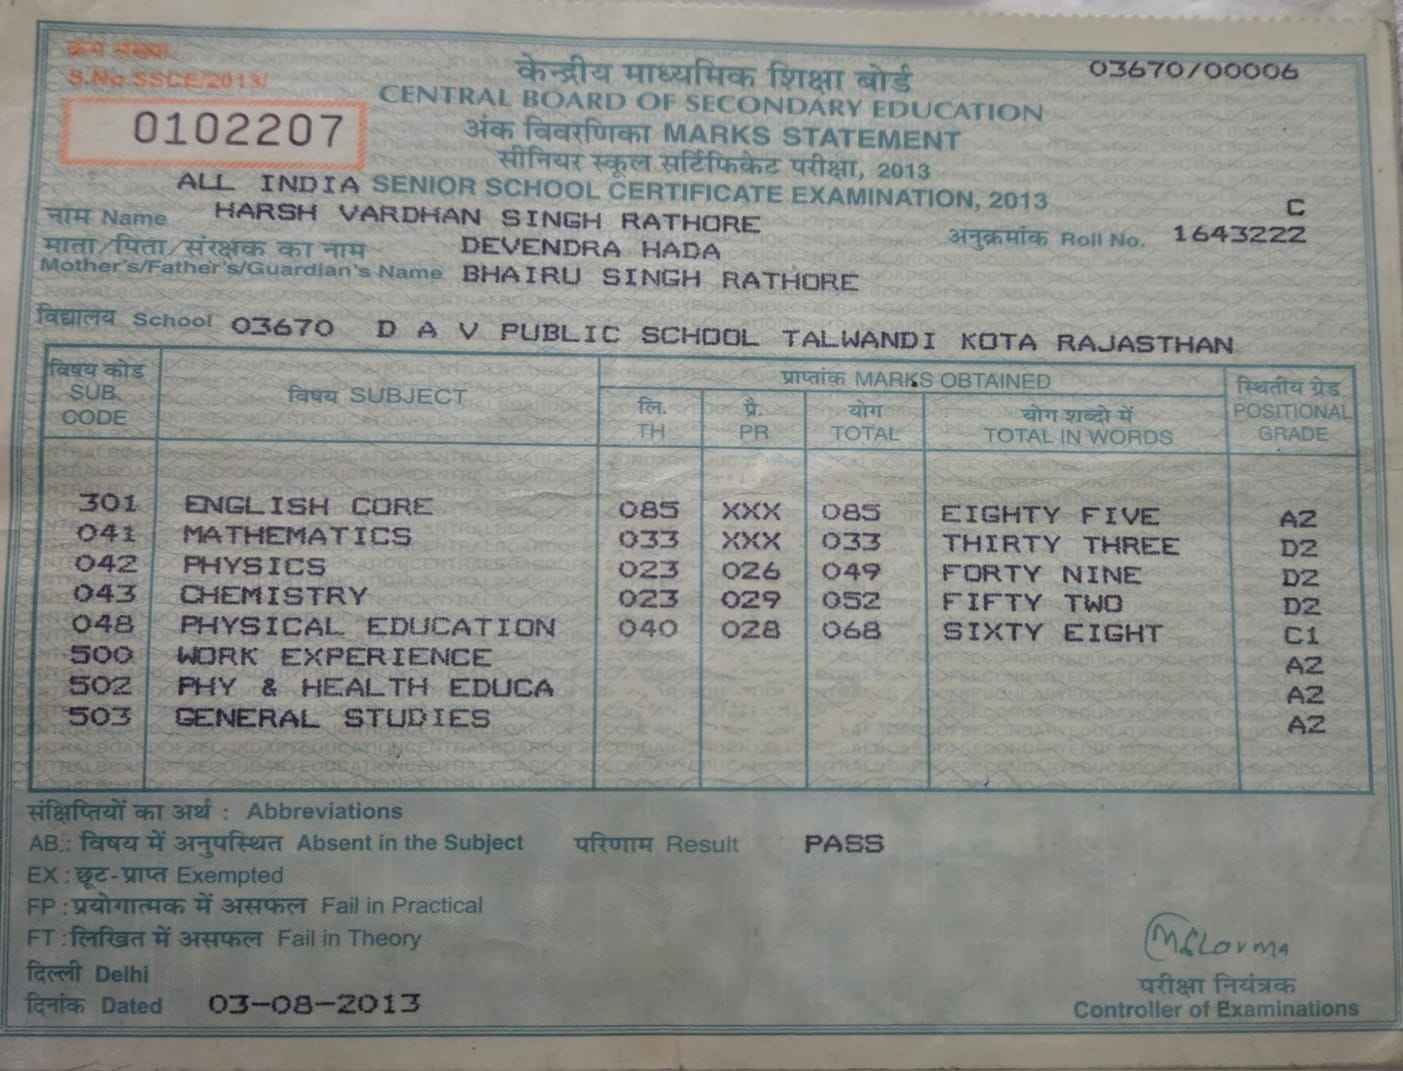 क्रम संख्या
S.No.SSCE/2013/
0102207
03670/00006
केन्द्रीय माध्यमिक शिक्षा बोर्ड
CENTRAL BOARD OF SECONDARY EDUCATION
अंक विवरणिका MARKS STATEMENT
सीनियर स्कूल सर्टिफिकेट परीक्षा, 2013
ALL INDIA SENIOR SCHOOL CERTIFICATE EXAMINATION, 2013
C
नाम Name HARSH VARDHAN SINGH RATHORE
अनुक्रमांक Roll No. 1643222
माता/पिता/संरक्षक का नाम DEVENDRA HADA
Mother's/Father's/Guardian's Name BHAIRU SINGH RATHORE
विद्यालय School 03670 D A V PUBLIC SCHOOL TALWANDI KOTA RAJASTHAN
विषय कोड SUB. CODE
विषय SUBJECT
प्राप्तांक MARKS OBTAINED
लि. TH
प्रै. PR
योग TOTAL
योग शब्दो में TOTAL IN WORDS
स्थितीय ग्रेड POSITIONAL GRADE
301 ENGLISH CORE 085 XXX 085 EIGHTY FIVE A2
041 MATHEMATICS 033 XXX 033 THIRTY THREE D2
042 PHYSICS 023 026 049 FORTY NINE D2
043 CHEMISTRY 023 029 052 FIFTY TWO D2
048 PHYSICAL EDUCATION 040 028 068 SIXTY EIGHT C1
500 WORK EXPERIENCE A2
502 PHY & HEALTH EDUCA A2
503 GENERAL STUDIES A2
संक्षिप्तियों का अर्थ : Abbreviations
AB.: विषय में अनुपस्थित Absent in the Subject परिणाम Result PASS
EX : छूट-प्राप्त Exempted
FP : प्रयोगात्मक में असफल Fail in Practical
FT : लिखित में असफल Fail in Theory
दिल्ली Delhi
दिनांक Dated 03-08-2013
परीक्षा नियंत्रक
Controller of Examinations